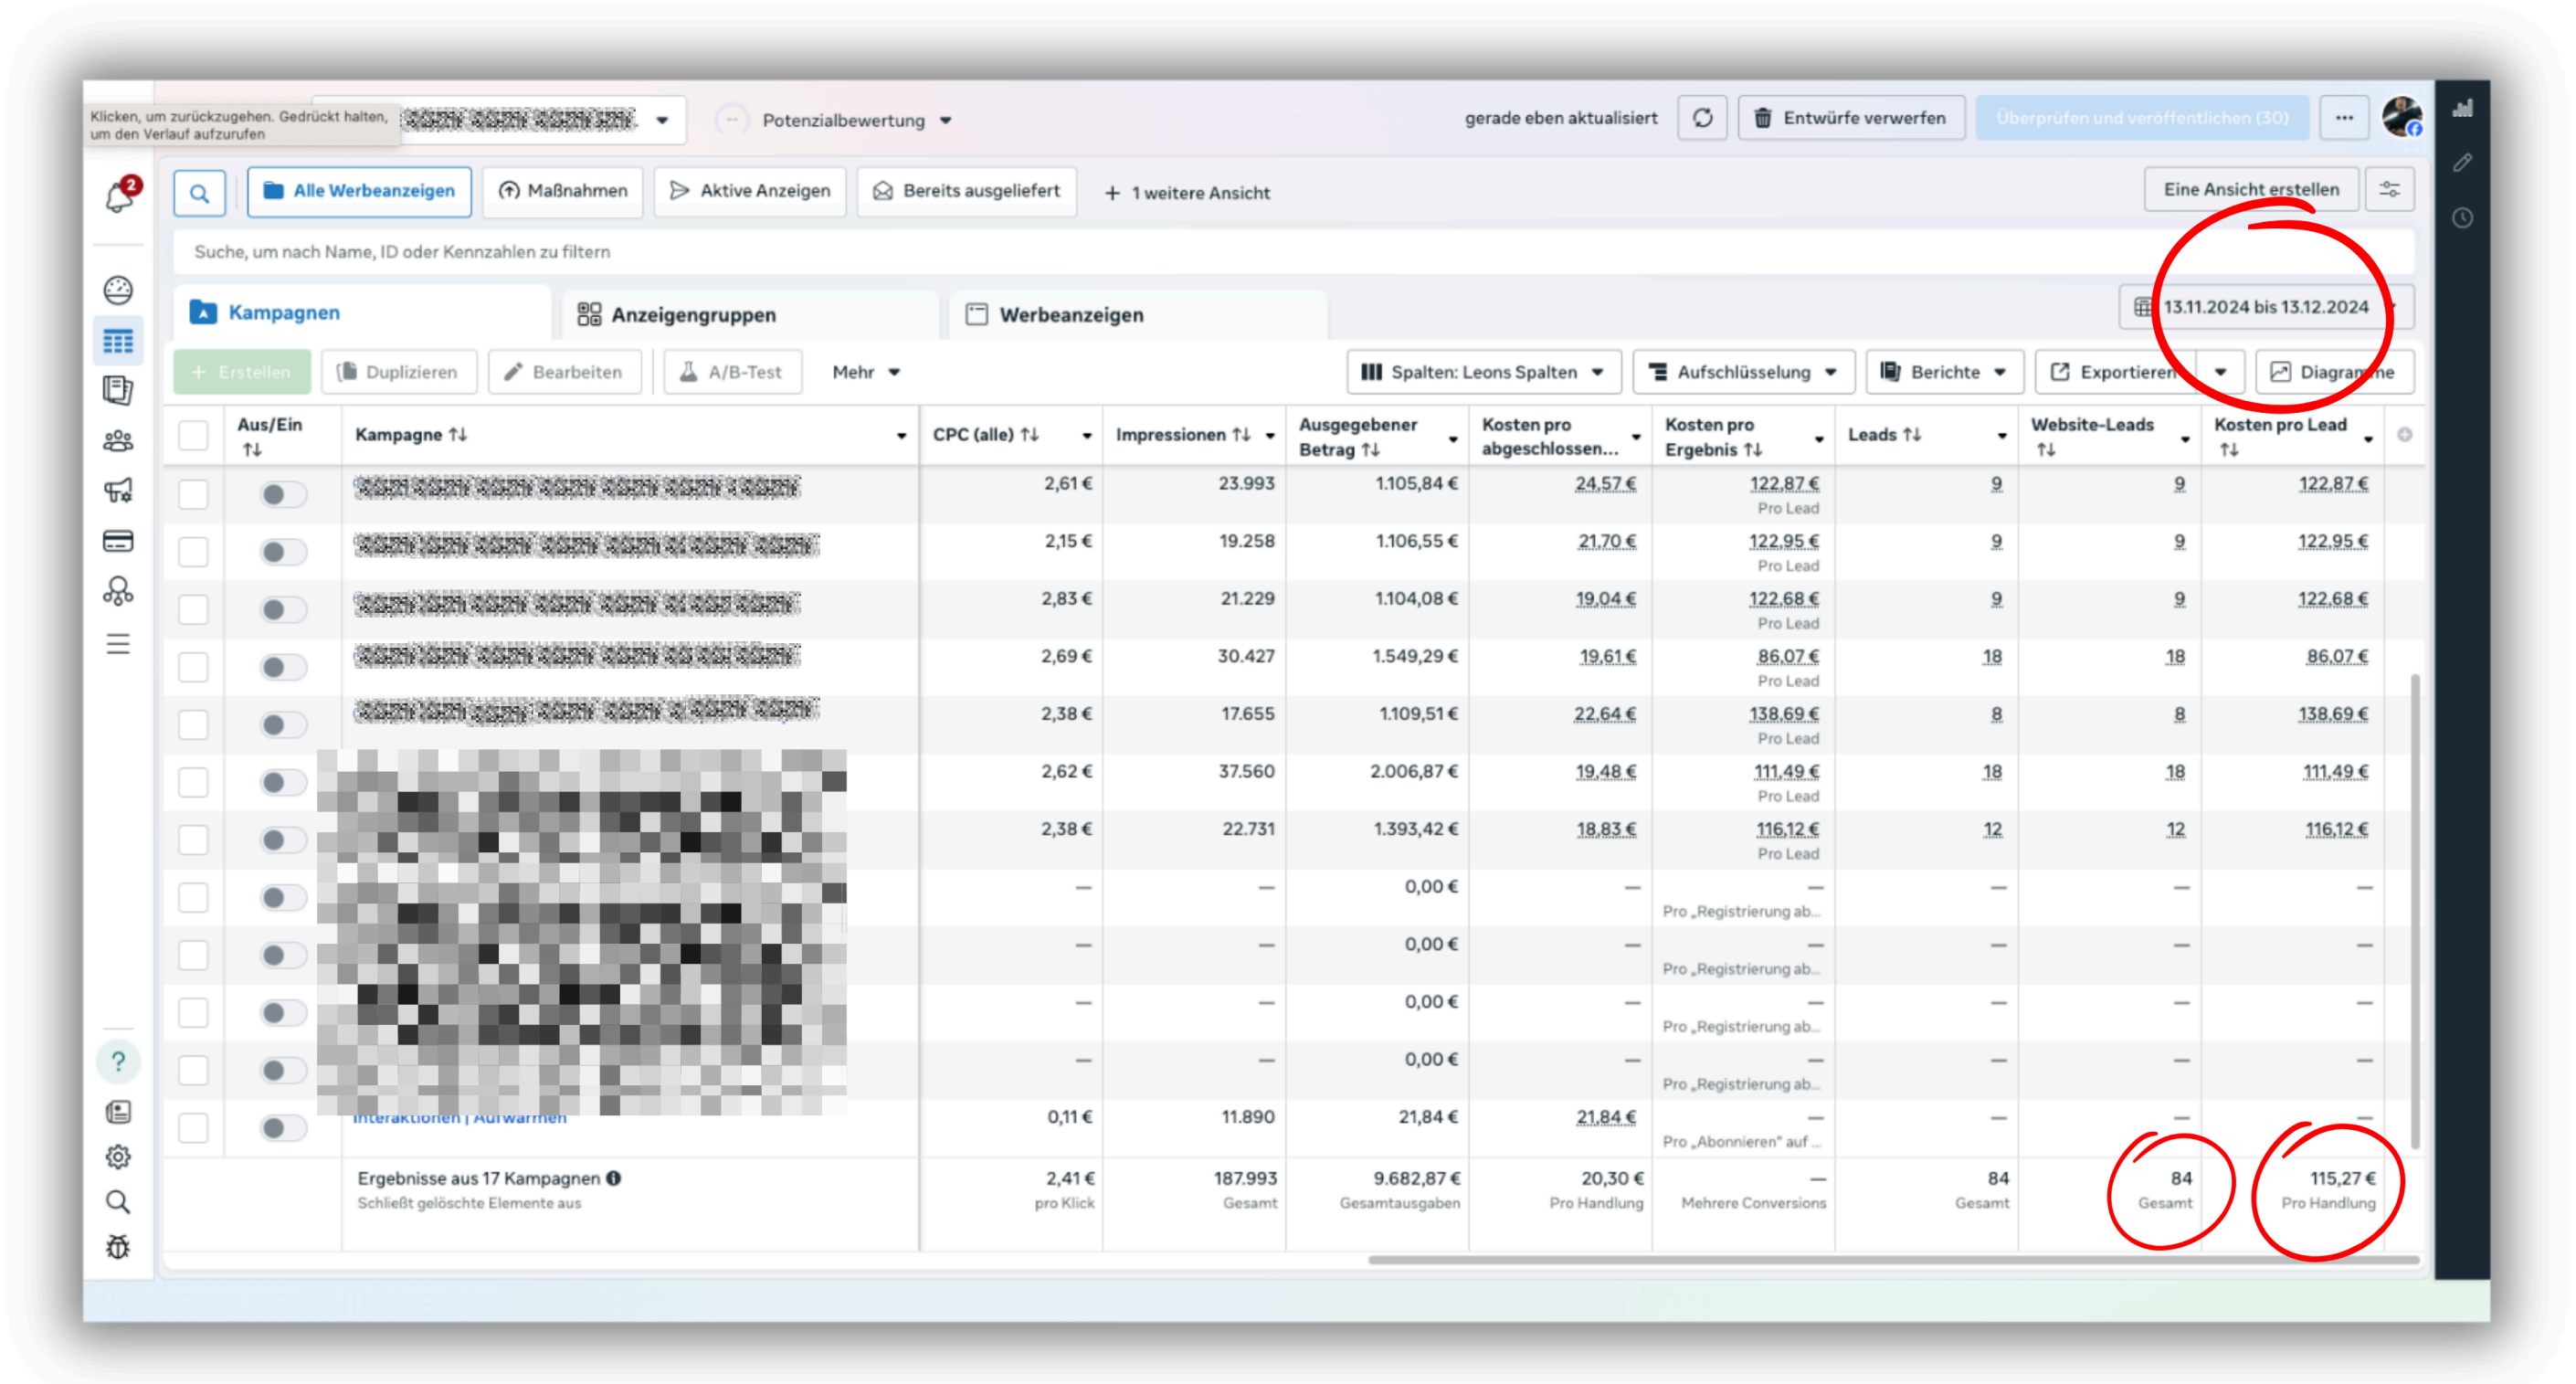 Klicken, um zurückzugehen. Gedrückt halten,
um den Verlauf aufzurufen
Potenzialbewertung
gerade eben aktualisiert
Entwürfe verwerfen
Überprüfen und veröffentlichen (30)
2
Alle Werbeanzeigen
Maßnahmen
Aktive Anzeigen
Bereits ausgeliefert
+ 1 weitere Ansicht
Eine Ansicht erstellen
Suche, um nach Name, ID oder Kennzahlen zu filtern
Kampagnen
Anzeigengruppen
Werbeanzeigen
13.11.2024 bis 13.12.2024
+ Erstellen
Duplizieren
Bearbeiten
A/B-Test
Mehr
Spalten: Leons Spalten
Aufschlüsselung
Berichte
Exportieren
Diagramme
Aus/Ein
Kampagne
CPC (alle)
Impressionen
Ausgegebener
Betrag
Kosten pro
abgeschlossen...
Kosten pro
Ergebnis
Leads
Website-Leads
Kosten pro Lead
2,61 € 23.993 1.105,84 € 24,57 € 122,87 € 9 9 122,87 €
Pro Lead
2,15 € 19.258 1.106,55 € 21,70 € 122,95 € 9 9 122,95 €
Pro Lead
2,83 € 21.229 1.104,08 € 19,04 € 122,68 € 9 9 122,68 €
Pro Lead
2,69 € 30.427 1.549,29 € 19,61 € 86,07 € 18 18 86,07 €
Pro Lead
2,38 € 17.655 1.109,51 € 22,64 € 138,69 € 8 8 138,69 €
Pro Lead
2,62 € 37.560 2.006,87 € 19,48 € 111,49 € 18 18 111,49 €
Pro Lead
2,38 € 22.731 1.393,42 € 18,83 € 116,12 € 12 12 116,12 €
Pro Lead
— — 0,00 € — — — — —
Pro „Registrierung ab...
— — 0,00 € — — — — —
Pro „Registrierung ab...
— — 0,00 € — — — — —
Pro „Registrierung ab...
— — 0,00 € — — — — —
Pro „Registrierung ab...
Interaktionen | Aufwärmen 0,11 € 11.890 21,84 € 21,84 € — — — —
Pro „Abonnieren“ auf ...
Ergebnisse aus 17 Kampagnen 2,41 € 187.993 9.682,87 € 20,30 € — 84 84 115,27 €
Schließt gelöschte Elemente aus pro Klick Gesamt Gesamtausgaben Pro Handlung Mehrere Conversions Gesamt Gesamt Pro Handlung